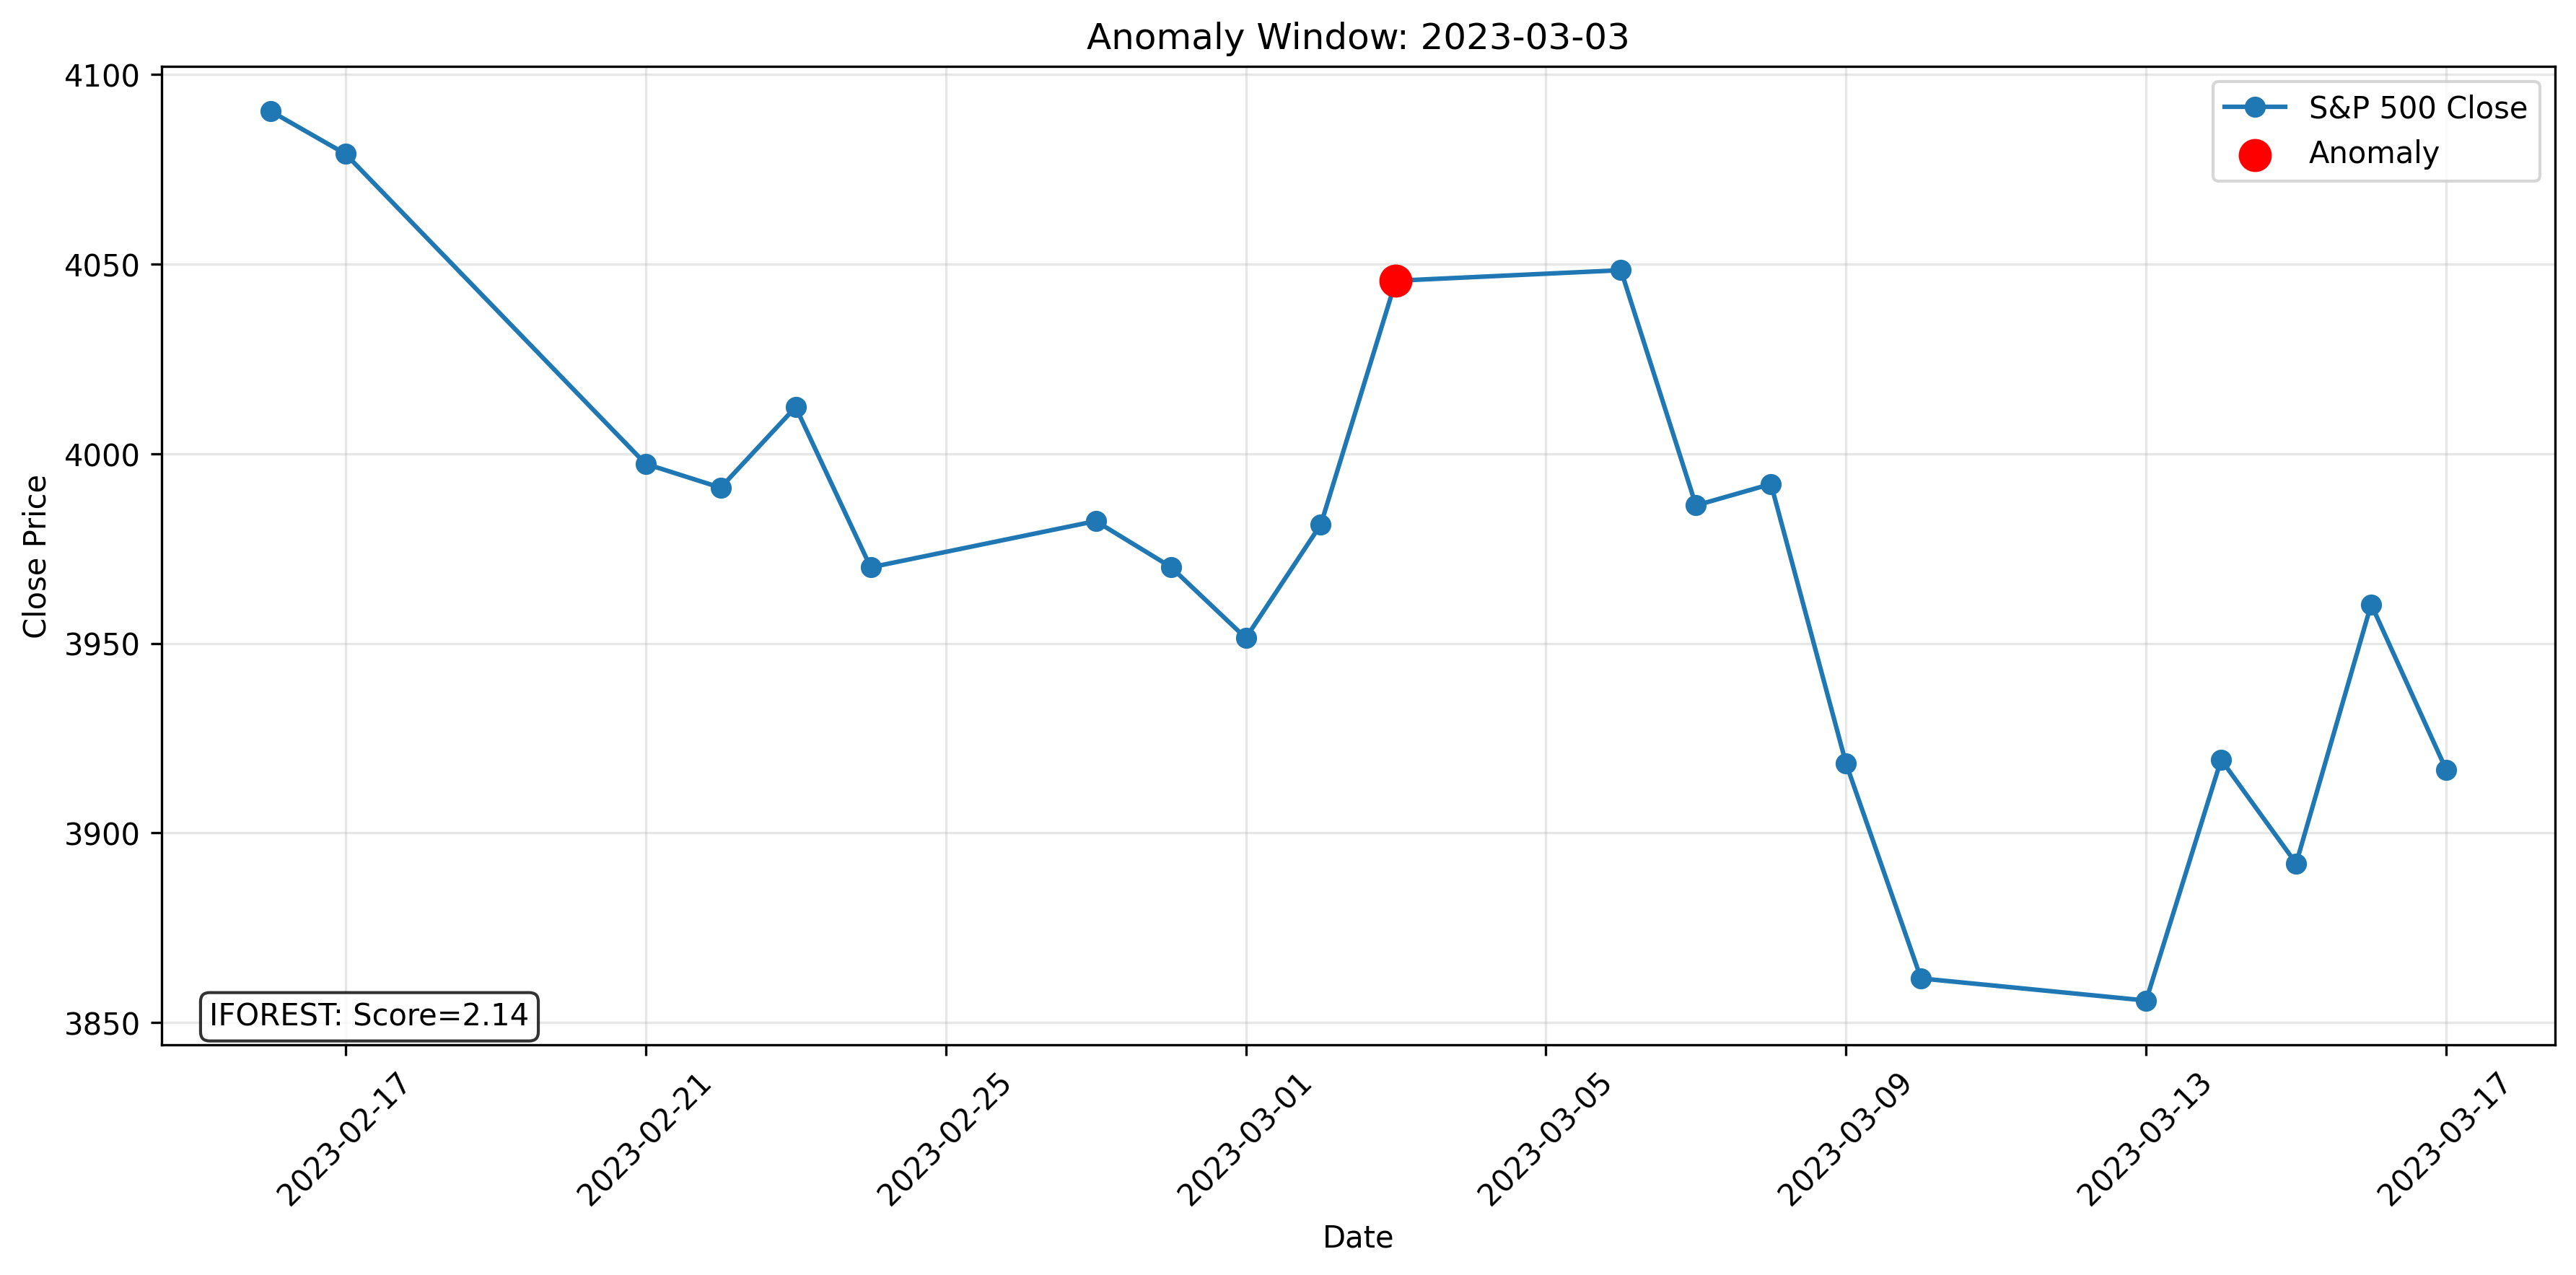 Anomaly Window: 2023-03-03
S&P 500 Close
Anomaly
Close Price
4100
4050
4000
3950
3900
3850
IFOREST: Score=2.14
2023-02-17
2023-02-21
2023-02-25
2023-03-01
2023-03-05
2023-03-09
2023-03-13
2023-03-17
Date